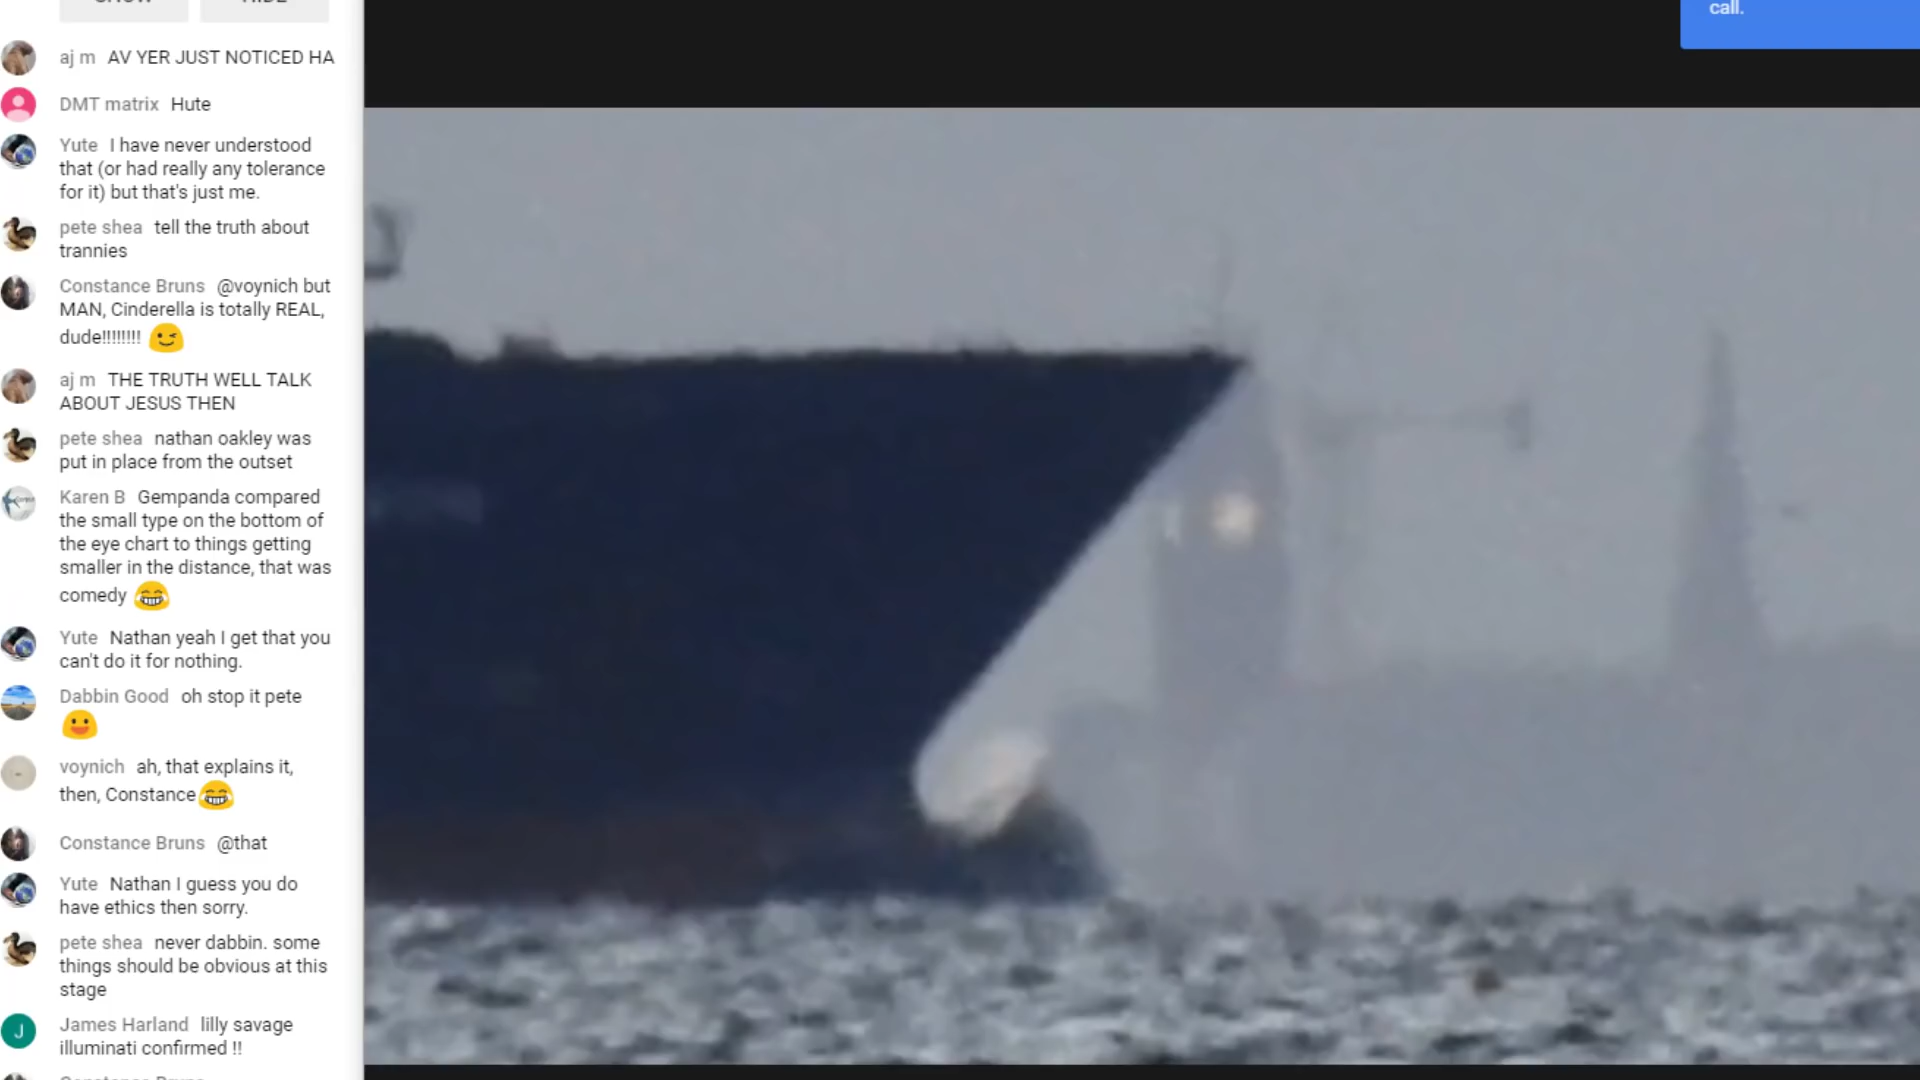 SHOW HIDE
call.
aj m AV YER JUST NOTICED HA
DMT matrix Hute
Yute I have never understood
that (or had really any tolerance
for it) but that's just me.
pete shea tell the truth about
trannies
Constance Bruns @voynich but
MAN, Cinderella is totally REAL,
dude!!!!!!!! 😉
aj m THE TRUTH WELL TALK
ABOUT JESUS THEN
pete shea nathan oakley was
put in place from the outset
Karen B Gempanda compared
the small type on the bottom of
the eye chart to things getting
smaller in the distance, that was
comedy 😂
Yute Nathan yeah I get that you
can't do it for nothing.
Dabbin Good oh stop it pete
😃
voynich ah, that explains it,
then, Constance😂
Constance Bruns @that
Yute Nathan I guess you do
have ethics then sorry.
pete shea never dabbin. some
things should be obvious at this
stage
J James Harland lilly savage
illuminati confirmed !!
Constance Bruns